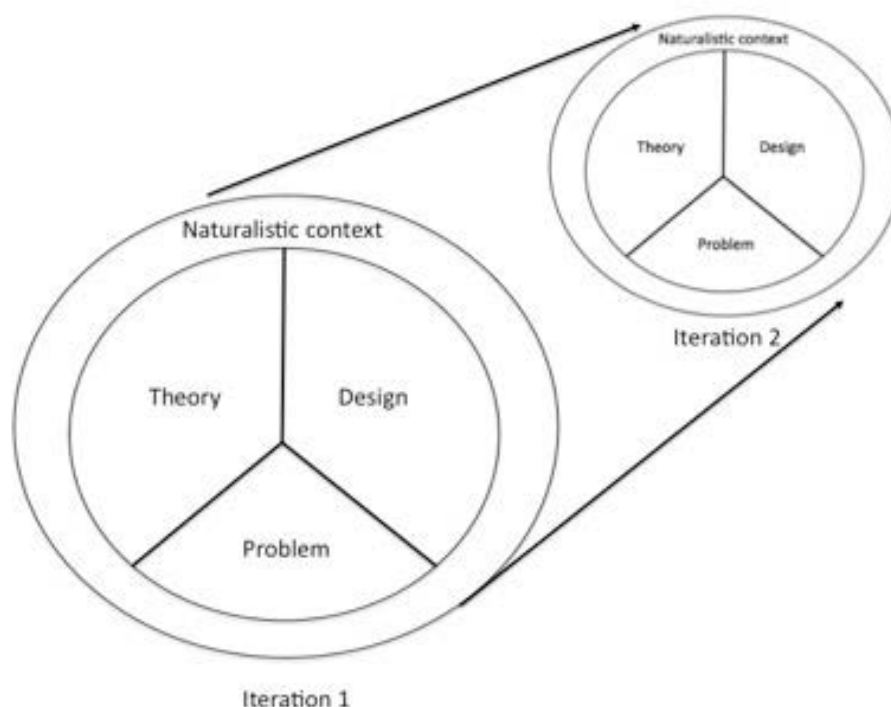 Naturalistic context
Theory
Design
Problem
Iteration 2
Naturalistic context
Theory
Design
Problem
Iteration 1